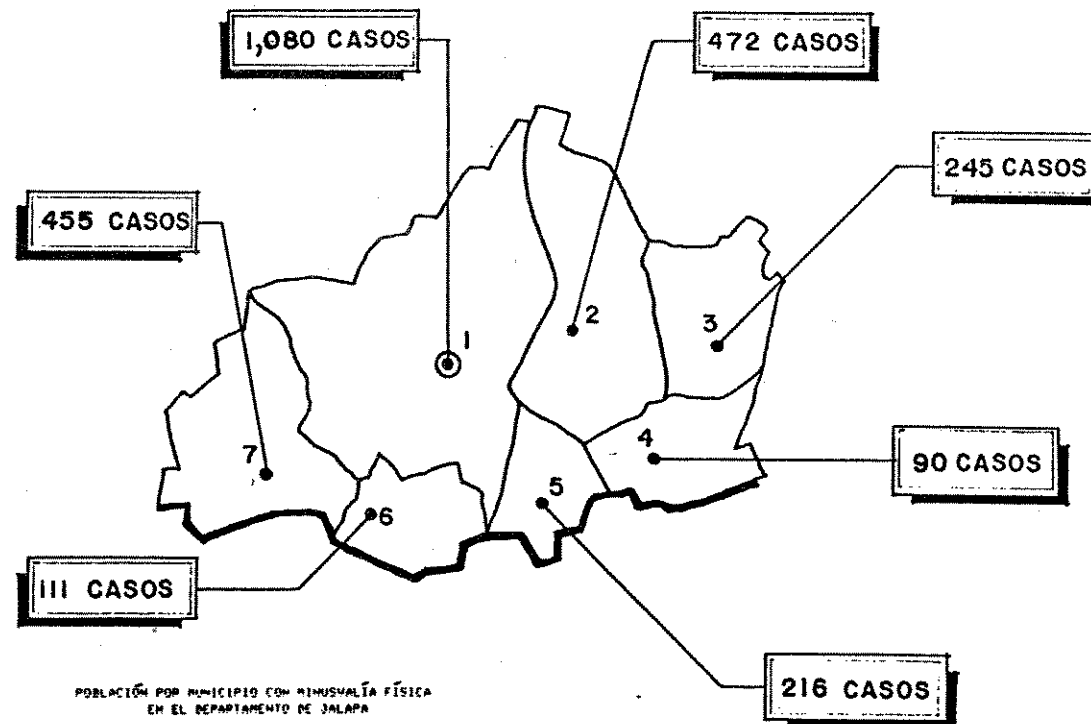 1,080 CASOS
472 CASOS
245 CASOS
455 CASOS
1
2
3
4
5
6
7
90 CASOS
111 CASOS
216 CASOS
POBLACIÓN POR MUNICIPIO CON MINUSVALÍA FÍSICA
EN EL DEPARTAMENTO DE JALAPA